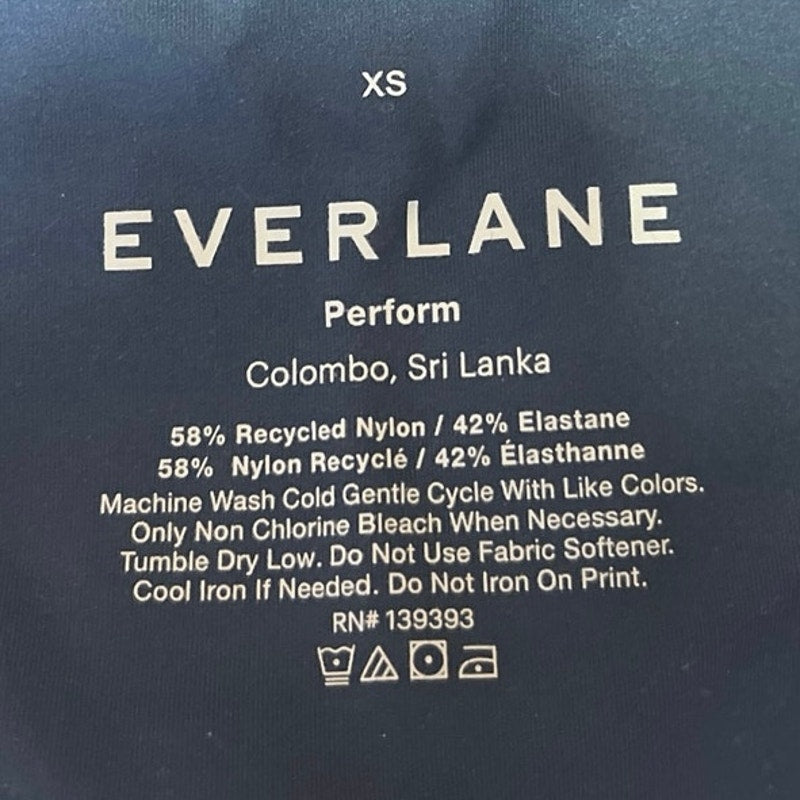 XS
EVERLANE
Perform
Colombo, Sri Lanka
58% Recycled Nylon / 42% Elastane
58% Nylon Recyclé / 42% Élasthanne
Machine Wash Cold Gentle Cycle With Like Colors.
Only Non Chlorine Bleach When Necessary.
Tumble Dry Low. Do Not Use Fabric Softener.
Cool Iron If Needed. Do Not Iron On Print.
RN# 139393